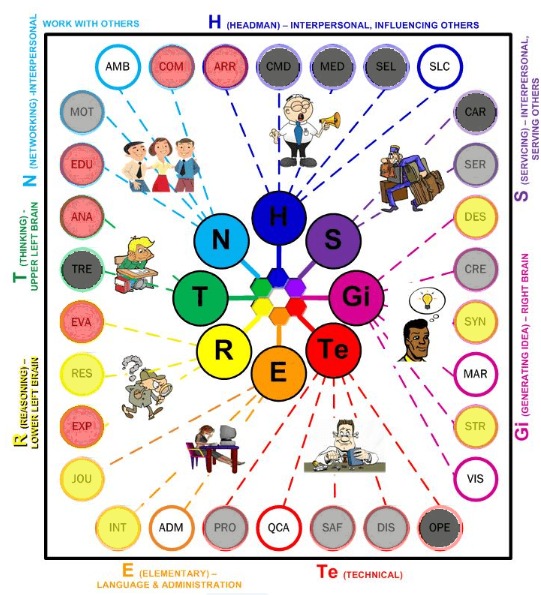 WORK WITH OTHERS
H (HEADMAN) – INTERPERSONAL, INFLUENCING OTHERS
AMB
COM
ARR
CMD
MED
SEL
SLC
N (NETWORKING) -INTERPERSONAL
MOT
EDU
ANA
TRE
EVA
RES
EXP
JOU
T (THINKING) -
UPPER LEFT BRAIN
R (REASONING) –
LOWER LEFT BRAIN
CAR
SER
DES
CRE
SYN
MAR
STR
VIS
S (SERVICING) – INTERPERSONAL,
SERVING OTHERS
Gi (GENERATING IDEA) – RIGHT BRAIN
H
N
S
T
Gi
R
Te
E
INT
ADM
PRO
QCA
SAF
DIS
OPE
E (ELEMENTARY) –
LANGUAGE & ADMINISTRATION
Te (TECHNICAL)